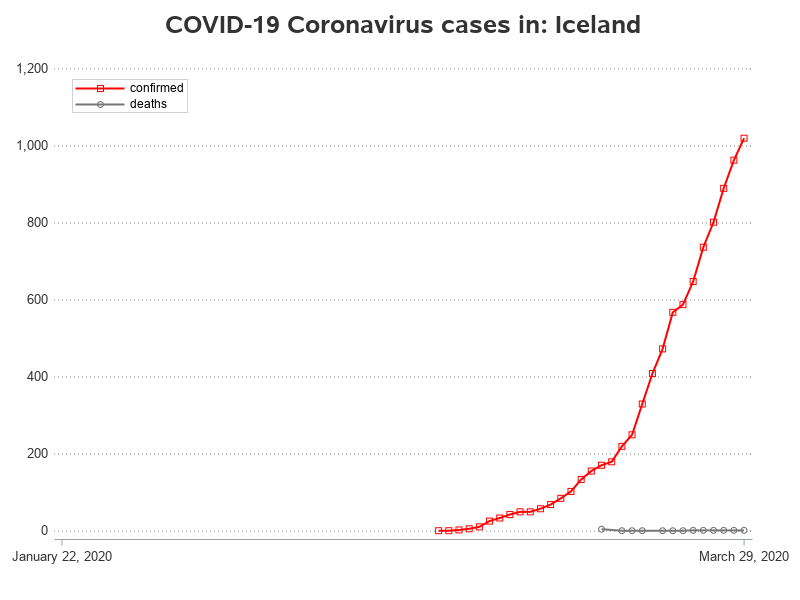 COVID-19 Coronavirus cases in: Iceland
1,200
confirmed
deaths
1,000
800
600
400
200
0
January 22, 2020
March 29, 2020